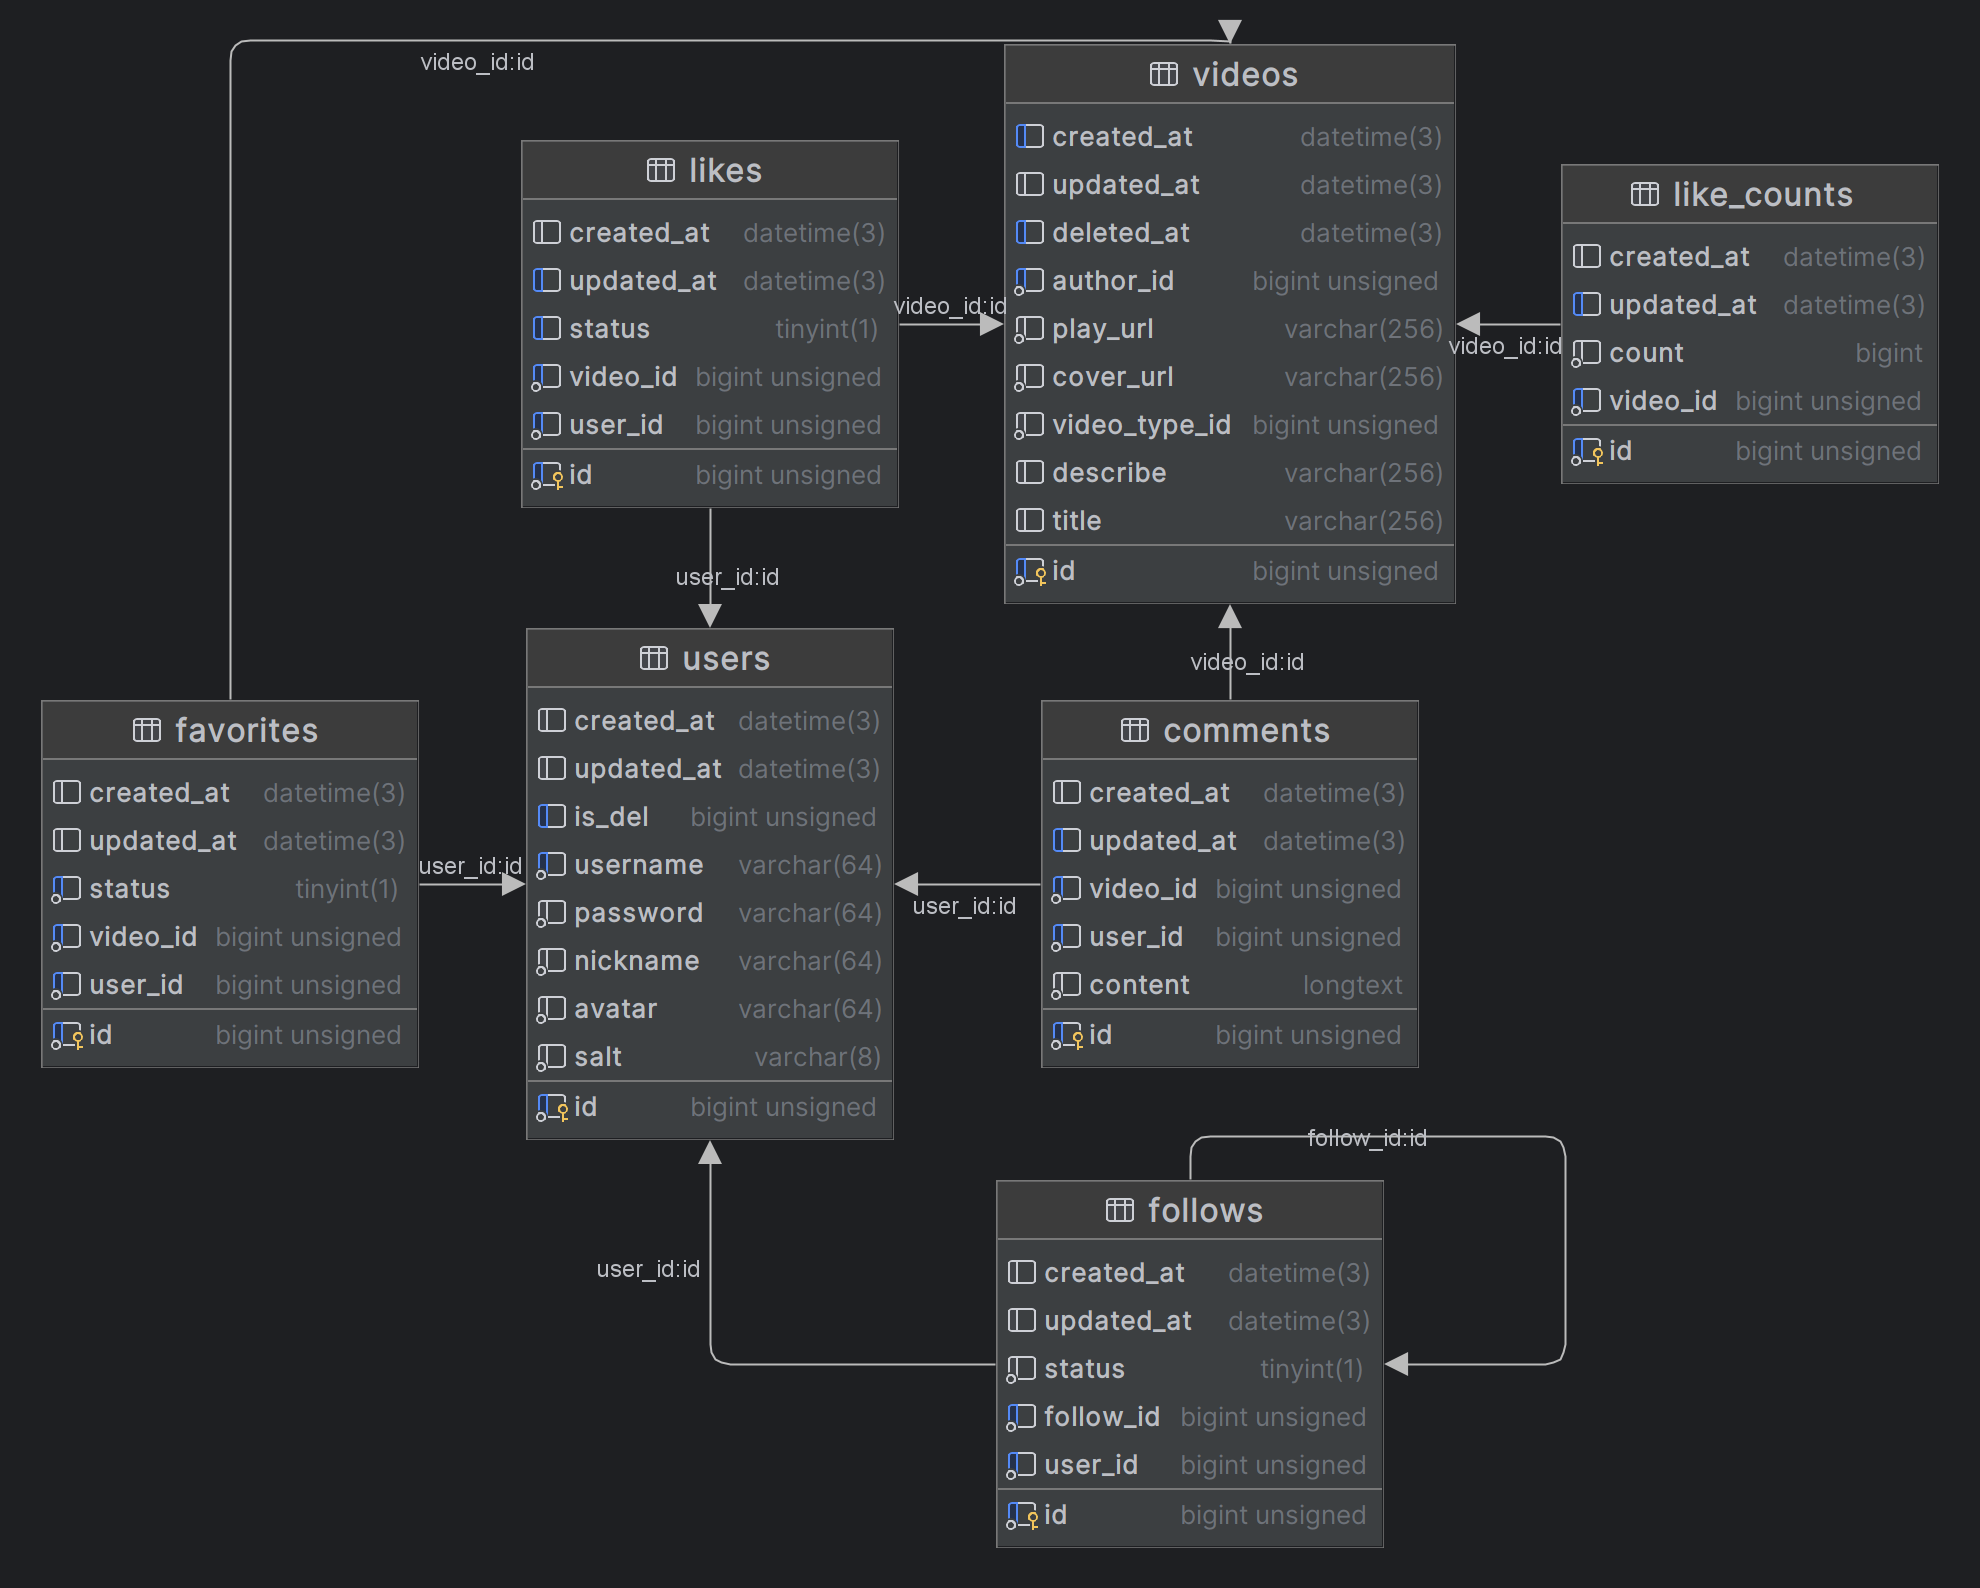 video_id:id
videos
created_at datetime(3)
updated_at datetime(3)
deleted_at datetime(3)
author_id bigint unsigned
play_url varchar(256)
cover_url varchar(256)
video_type_id bigint unsigned
describe varchar(256)
title varchar(256)
id bigint unsigned
likes
created_at datetime(3)
updated_at datetime(3)
status tinyint(1)
video_id bigint unsigned
user_id bigint unsigned
id bigint unsigned
video_id:id
like_counts
created_at datetime(3)
updated_at datetime(3)
count bigint
video_id bigint unsigned
id bigint unsigned
video_id:id
user_id:id
users
created_at datetime(3)
updated_at datetime(3)
is_del bigint unsigned
username varchar(64)
password varchar(64)
nickname varchar(64)
avatar varchar(64)
salt varchar(8)
id bigint unsigned
video_id:id
favorites
created_at datetime(3)
updated_at datetime(3)
status tinyint(1)
video_id bigint unsigned
user_id bigint unsigned
id bigint unsigned
user_id:id
comments
created_at datetime(3)
updated_at datetime(3)
video_id bigint unsigned
user_id bigint unsigned
content longtext
id bigint unsigned
user_id:id
follow_id:id
follows
created_at datetime(3)
updated_at datetime(3)
status tinyint(1)
follow_id bigint unsigned
user_id bigint unsigned
id bigint unsigned
user_id:id